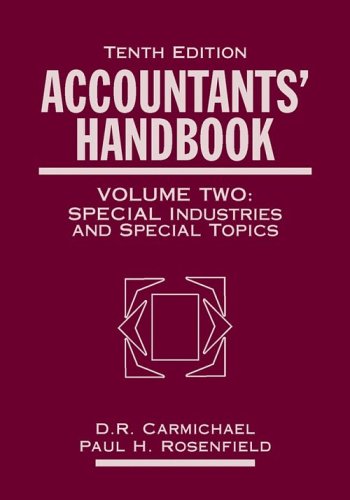 Tenth Edition
ACCOUNTANTS'
HANDBOOK
VOLUME TWO:
SPECIAL INDUSTRIES
AND SPECIAL TOPICS
D.R. CARMICHAEL
PAUL H. ROSENFIELD